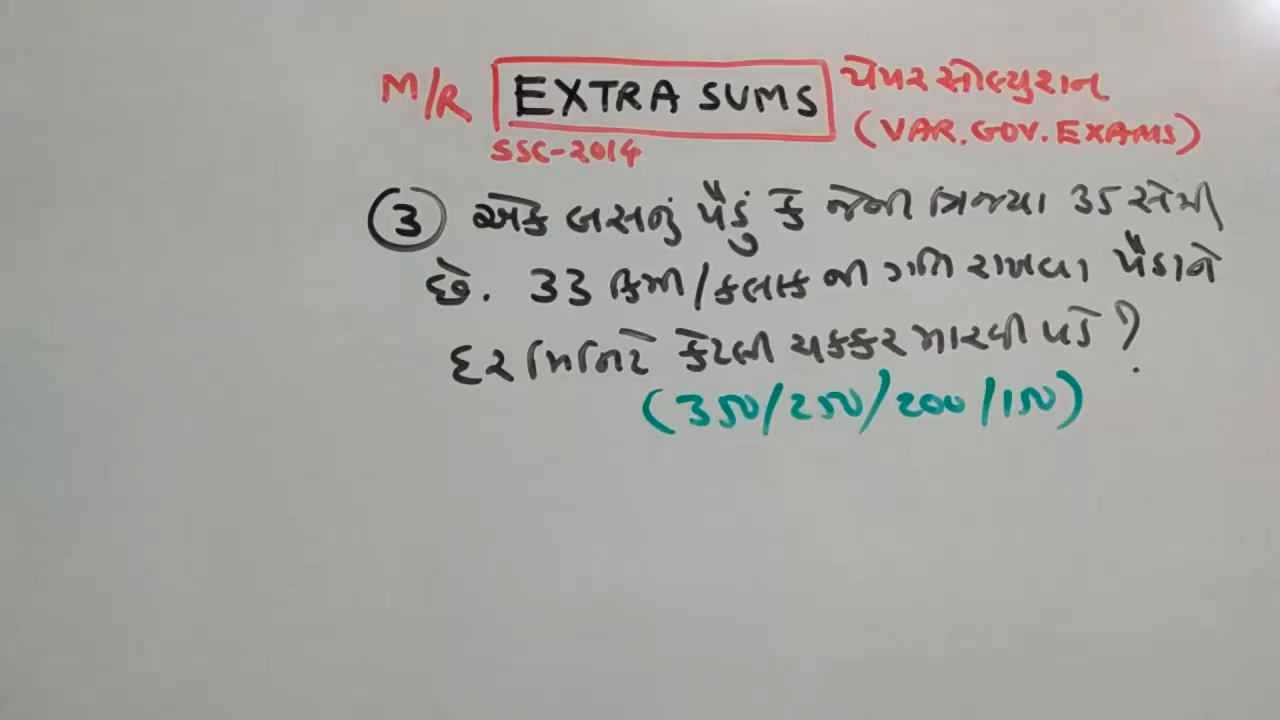 M/R EXTRA SUMS પેપર સોલ્યુશન
SSC-2014 (VAR. GOV. EXAMS)
③ એક બસનું પૈડું કે જેની ત્રિજ્યા 35 સેમી
છે. 33 કિમી/કલાક ની ગતિ રાખવા પૈડાને
દર મિનિટે કેટલી ચક્કર મારવી પડે?
(350/250/200/150)